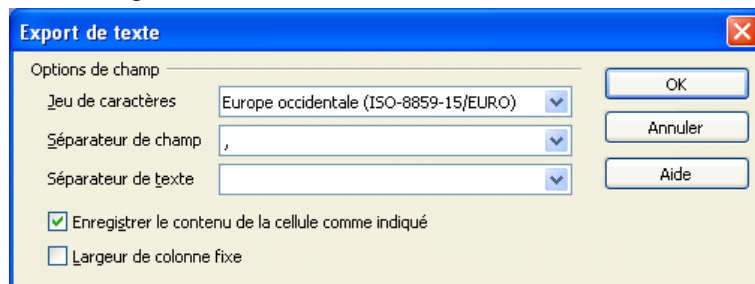 Export de texte
Options de champ
Jeu de caractères Europe occidentale (ISO-8859-15/EURO)
Séparateur de champ ,
Séparateur de texte
Enregistrer le contenu de la cellule comme indiqué
Largeur de colonne fixe
OK
Annuler
Aide